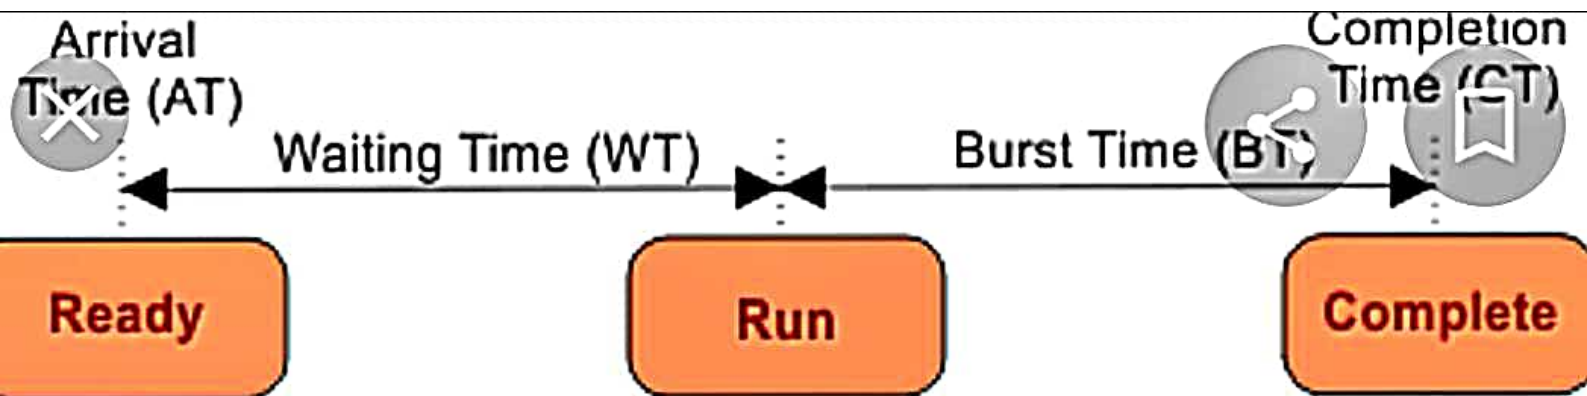 Arrival
Time (AT)
Completion
Time (CT)
Waiting Time (WT)
Burst Time (BT)
Ready
Run
Complete